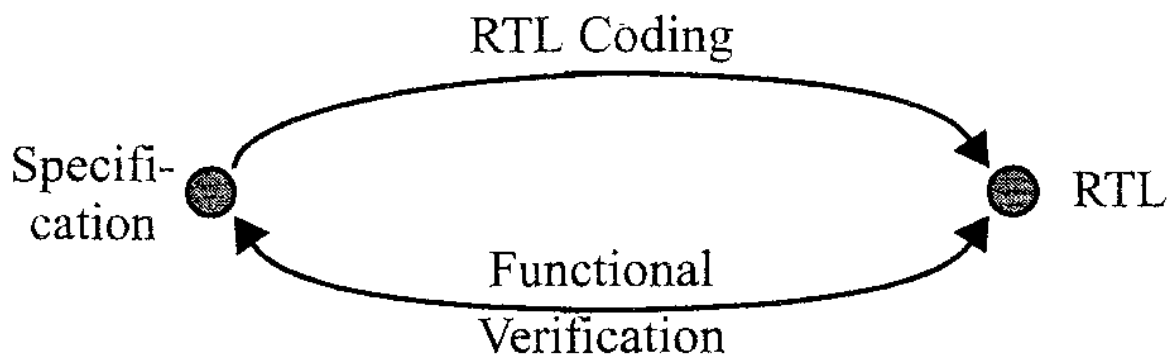 RTL Coding
Specifi-
cation
RTL
Functional
Verification